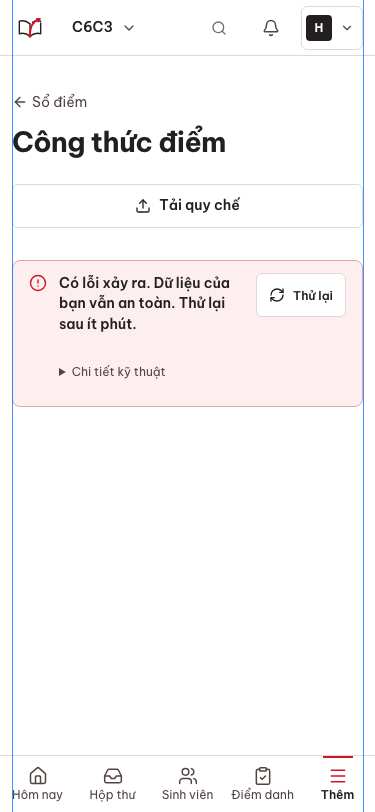 C6C3
H
Sổ điểm
Công thức điểm
Tải quy chế
Có lỗi xảy ra. Dữ liệu của
bạn vẫn an toàn. Thử lại
sau ít phút.
Thử lại
Chi tiết kỹ thuật
Hôm nay
Hộp thư
Sinh viên
Điểm danh
Thêm